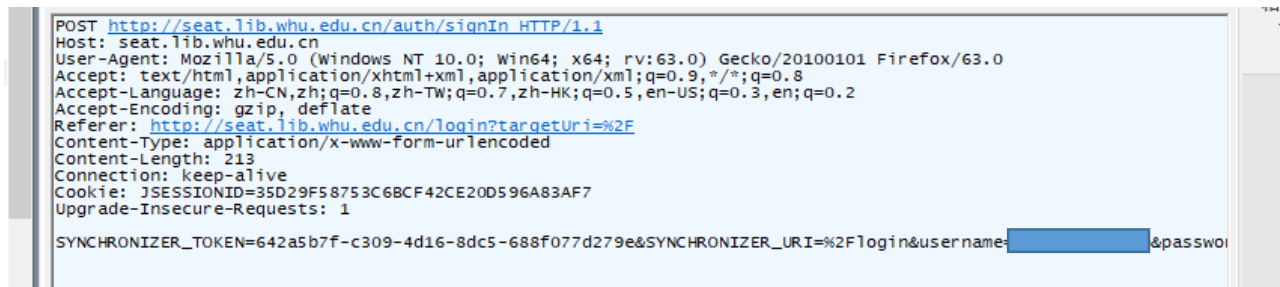 POST http://seat.lib.whu.edu.cn/auth/signIn HTTP/1.1
Host: seat.lib.whu.edu.cn
User-Agent: Mozilla/5.0 (Windows NT 10.0; Win64; x64; rv:63.0) Gecko/20100101 Firefox/63.0
Accept: text/html,application/xhtml+xml,application/xml;q=0.9,*/*;q=0.8
Accept-Language: zh-CN,zh;q=0.8,zh-TW;q=0.7,zh-HK;q=0.5,en-US;q=0.3,en;q=0.2
Accept-Encoding: gzip, deflate
Referer: http://seat.lib.whu.edu.cn/login?targetUri=%2F
Content-Type: application/x-www-form-urlencoded
Content-Length: 213
Connection: keep-alive
Cookie: JSESSIONID=35D29F58753C6BCF42CE20D596A83AF7
Upgrade-Insecure-Requests: 1
SYNCHRONIZER_TOKEN=642a5b7f-c309-4d16-8dc5-688f077d279e&SYNCHRONIZER_URI=%2Flogin&username= &passwor